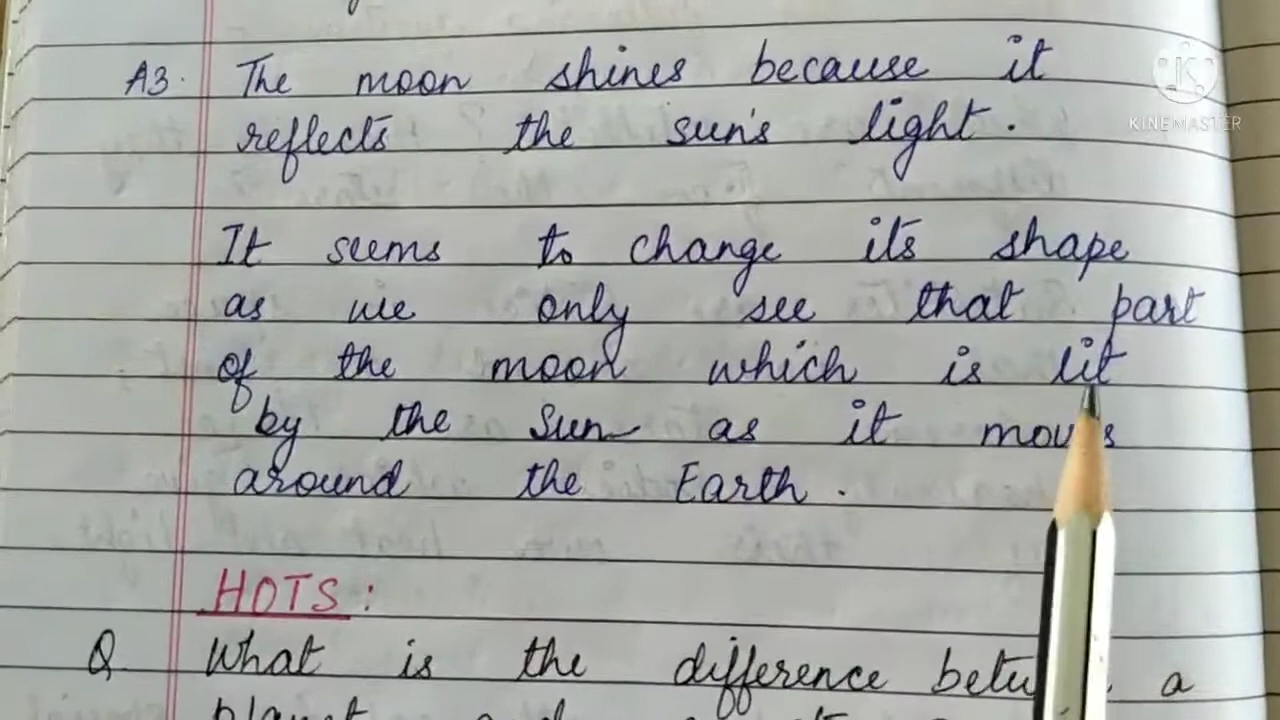 A3. The moon shines because it
reflects the sun's light.
It seems to change its shape
as we only see that part
of the moon which is lit
by the Sun as it moves
around the Earth.
HOTS:
Q What is the difference a
planet and
KINEMASTER